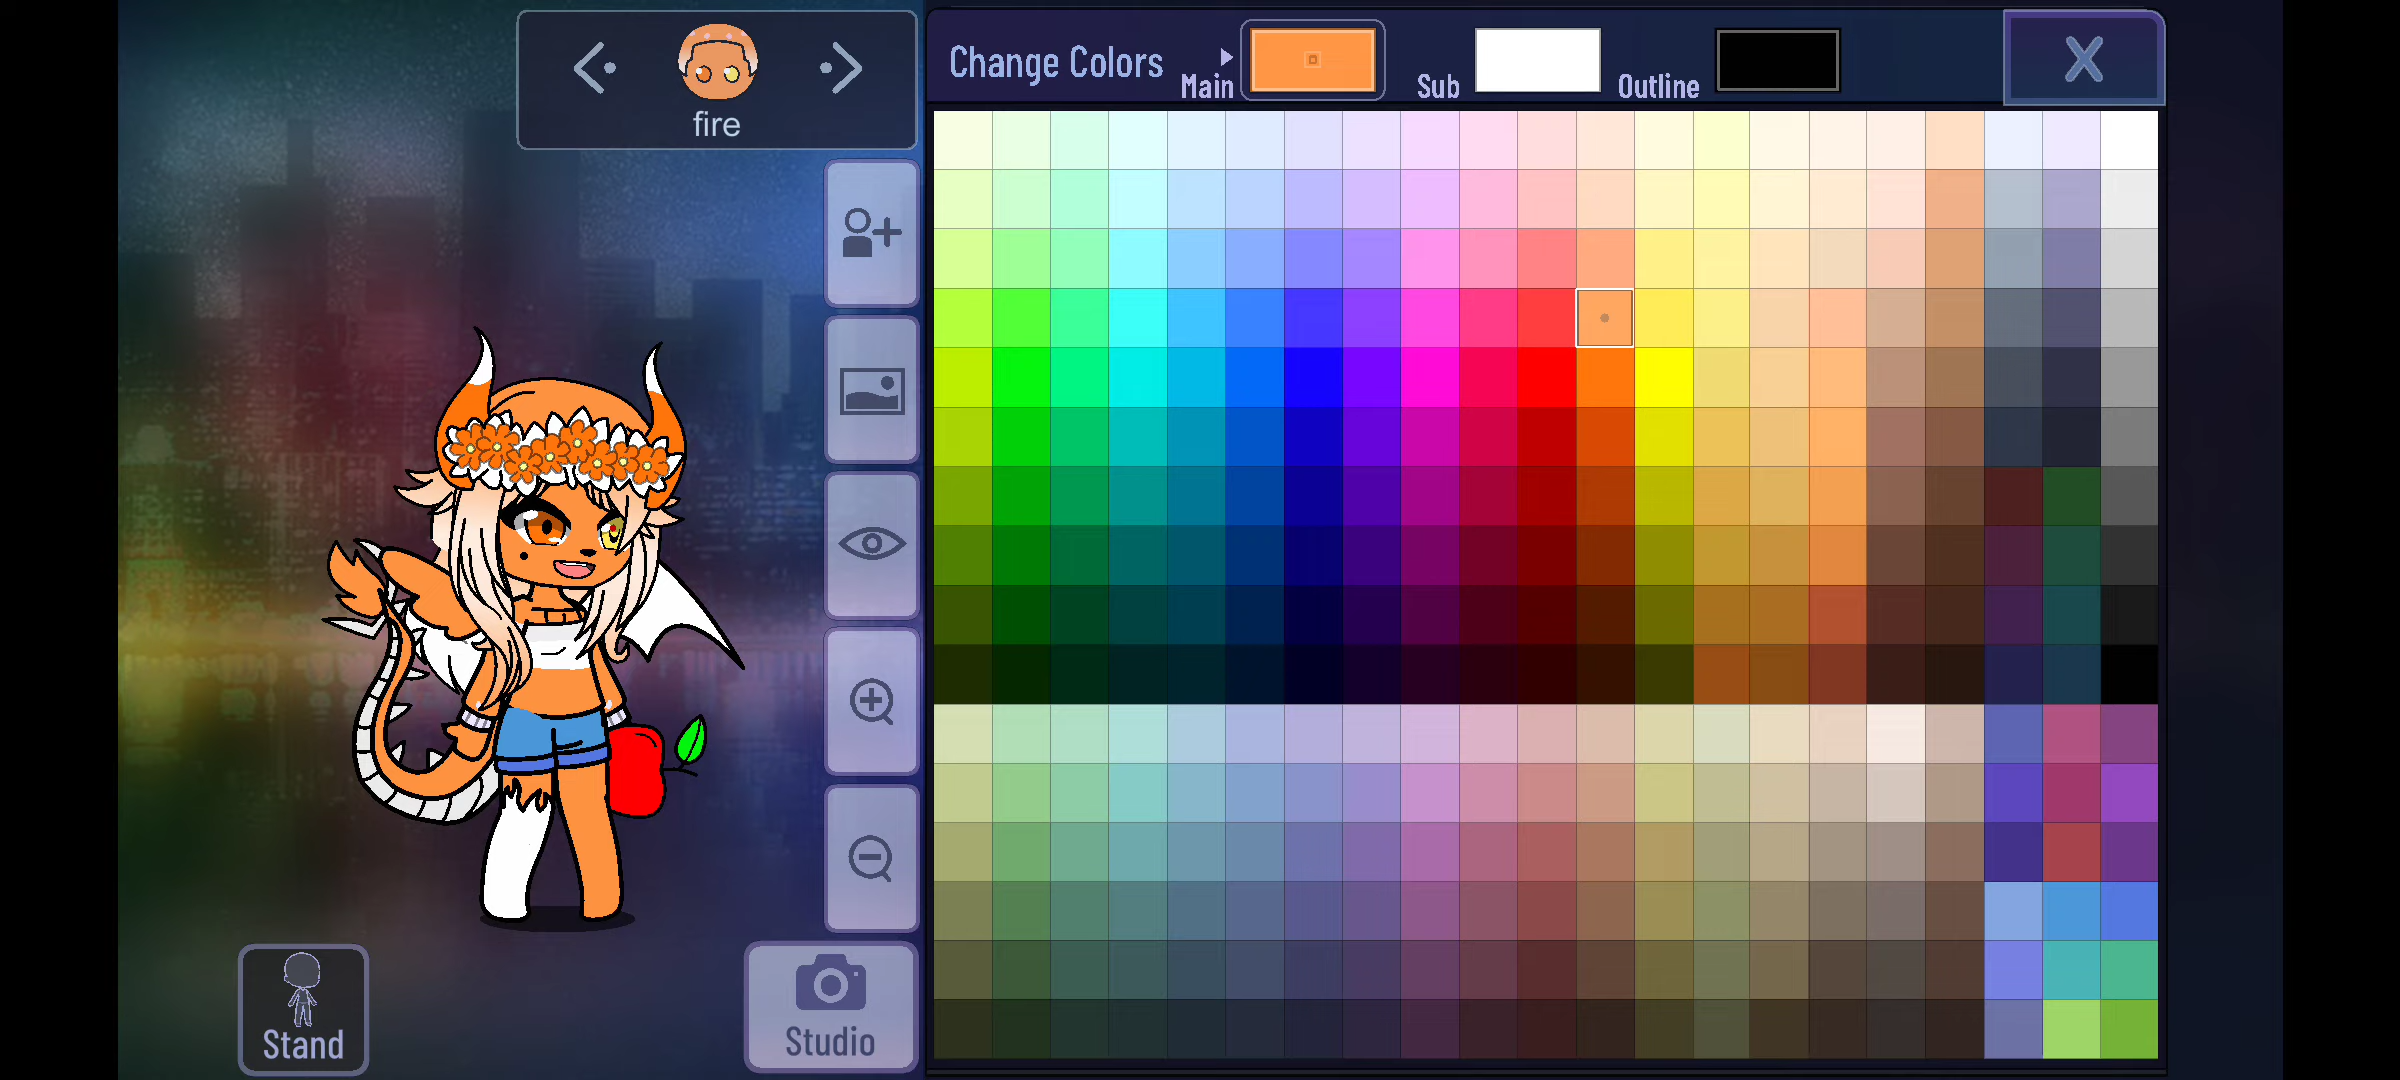 fire
Change Colors
Main
Sub
Outline
X
Stand
Studio